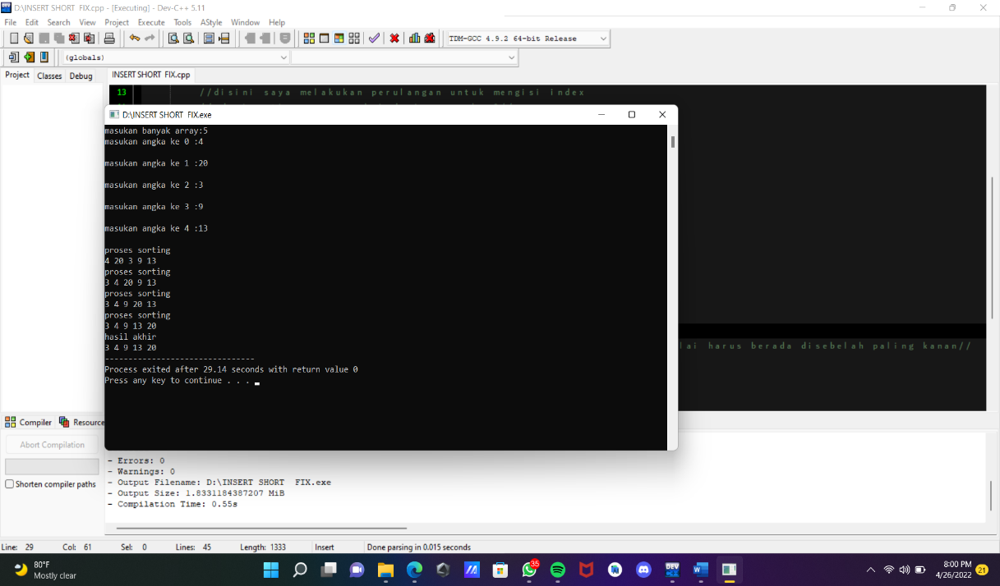 D:\INSERT SHORT  FIX.cpp - [Executing] - Dev-C++ 5.11
File Edit Search View Project Execute Tools AStyle Window Help
TDM-GCC 4.9.2 64-bit Release
(globals)
Project Classes Debug
INSERT SHORT  FIX.cpp
13 //disini saya melakukan perulangan untuk mengisi index
D:\INSERT SHORT  FIX.exe
masukan banyak array:5
masukan angka ke 0 :4
masukan angka ke 1 :20
masukan angka ke 2 :3
masukan angka ke 3 :9
masukan angka ke 4 :13
proses sorting
4 20 3 9 13
proses sorting
3 4 20 9 13
proses sorting
3 4 9 20 13
proses sorting
3 4 9 13 20
hasil akhir
3 4 9 13 20
--------------------------------
Process exited after 29.14 seconds with return value 0
Press any key to continue . . .
lai harus berada disebelah paling kanan//
Compiler Resource
Abort Compilation
Shorten compiler paths
- Errors: 0
- Warnings: 0
- Output Filename: D:\INSERT SHORT  FIX.exe
- Output Size: 1.8331184387207 MiB
- Compilation Time: 0.55s
Line: 29 Col: 61 Sel: 0 Lines: 45 Length: 1333 Insert Done parsing in 0.015 seconds
80°F
Mostly clear
35
DEV
W
8:00 PM
4/26/2022
21